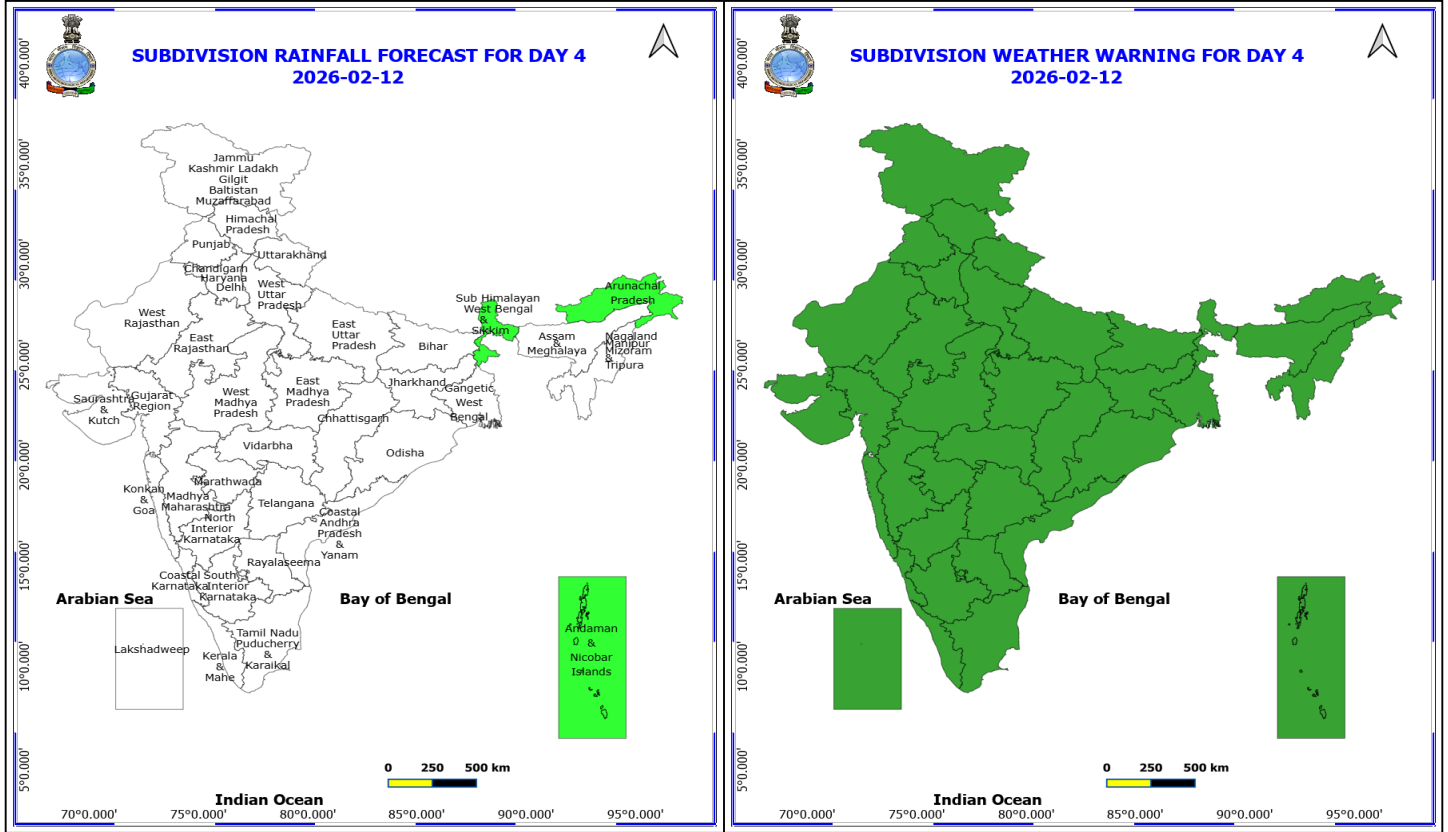 SUBDIVISION RAINFALL FORECAST FOR DAY 4
2026-02-12
40°0.000'
35°0.000'
30°0.000'
25°0.000'
20°0.000'
15°0.000'
10°0.000'
5°0.000'
Jammu
Kashmir Ladakh
Gilgit
Baltistan
Muzaffarabad
Himachal
Pradesh
Punjab
Uttarakhand
Chandigarh
Haryana
Delhi
West
Uttar
Pradesh
West
Rajasthan
East
Rajasthan
East
Uttar
Pradesh
Bihar
Sub Himalayan
West Bengal
&
Sikkim
Arunachal
Pradesh
Assam
&
Meghalaya
Nagaland
Manipur
Mizoram
&
Tripura
Saurashtra
&
Kutch
Gujarat
Region
West
Madhya
Pradesh
East
Madhya
Pradesh
Jharkhand
Gangetic
West
Bengal
Chhattisgarh
Vidarbha
Odisha
Konkan
&
Goa
Madhya
Maharashtra
Marathwada
Telangana
North
Interior
Karnataka
Coastal
Andhra
Pradesh
&
Yanam
Rayalaseema
Coastal
Karnataka
South
Interior
Karnataka
Arabian Sea
Bay of Bengal
Lakshadweep
Kerala
&
Mahe
Tamil Nadu
Puducherry
&
Karaikal
Andaman
&
Nicobar
Islands
0 250 500 km
Indian Ocean
70°0.000' 75°0.000' 80°0.000' 85°0.000' 90°0.000' 95°0.000'
SUBDIVISION WEATHER WARNING FOR DAY 4
2026-02-12
40°0.000'
35°0.000'
30°0.000'
25°0.000'
20°0.000'
15°0.000'
10°0.000'
5°0.000'
Arabian Sea
Bay of Bengal
0 250 500 km
Indian Ocean
70°0.000' 75°0.000' 80°0.000' 85°0.000' 90°0.000' 95°0.000'